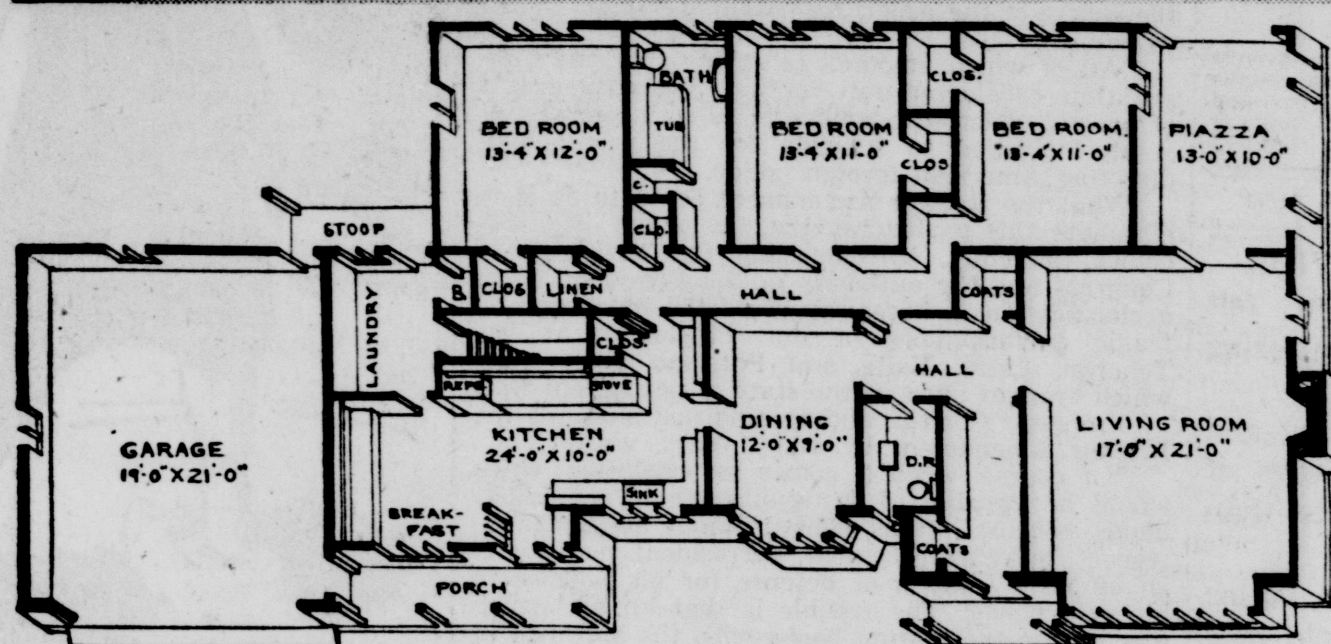 BED ROOM
13'-4" X 12'-0"
BATH
TUB
C.
CLO.
BED ROOM
13'-4" X 11'-0"
CLOS.
CLOS
BED ROOM.
13'-4" X 11'-0"
PIAZZA
13'-0" X 10'-0"
STOOP
GARAGE
19'-0" X 21'-0"
LAUNDRY
B.
CLOS
LINEN
CLOS.
HALL
COATS
HALL
REFG
STOVE
KITCHEN
24'-0" X 10'-0"
BREAK-
FAST
SINK
DINING
12'-0" X 9'-0"
D.R.
COATS
LIVING ROOM
17'-0" X 21'-0"
PORCH